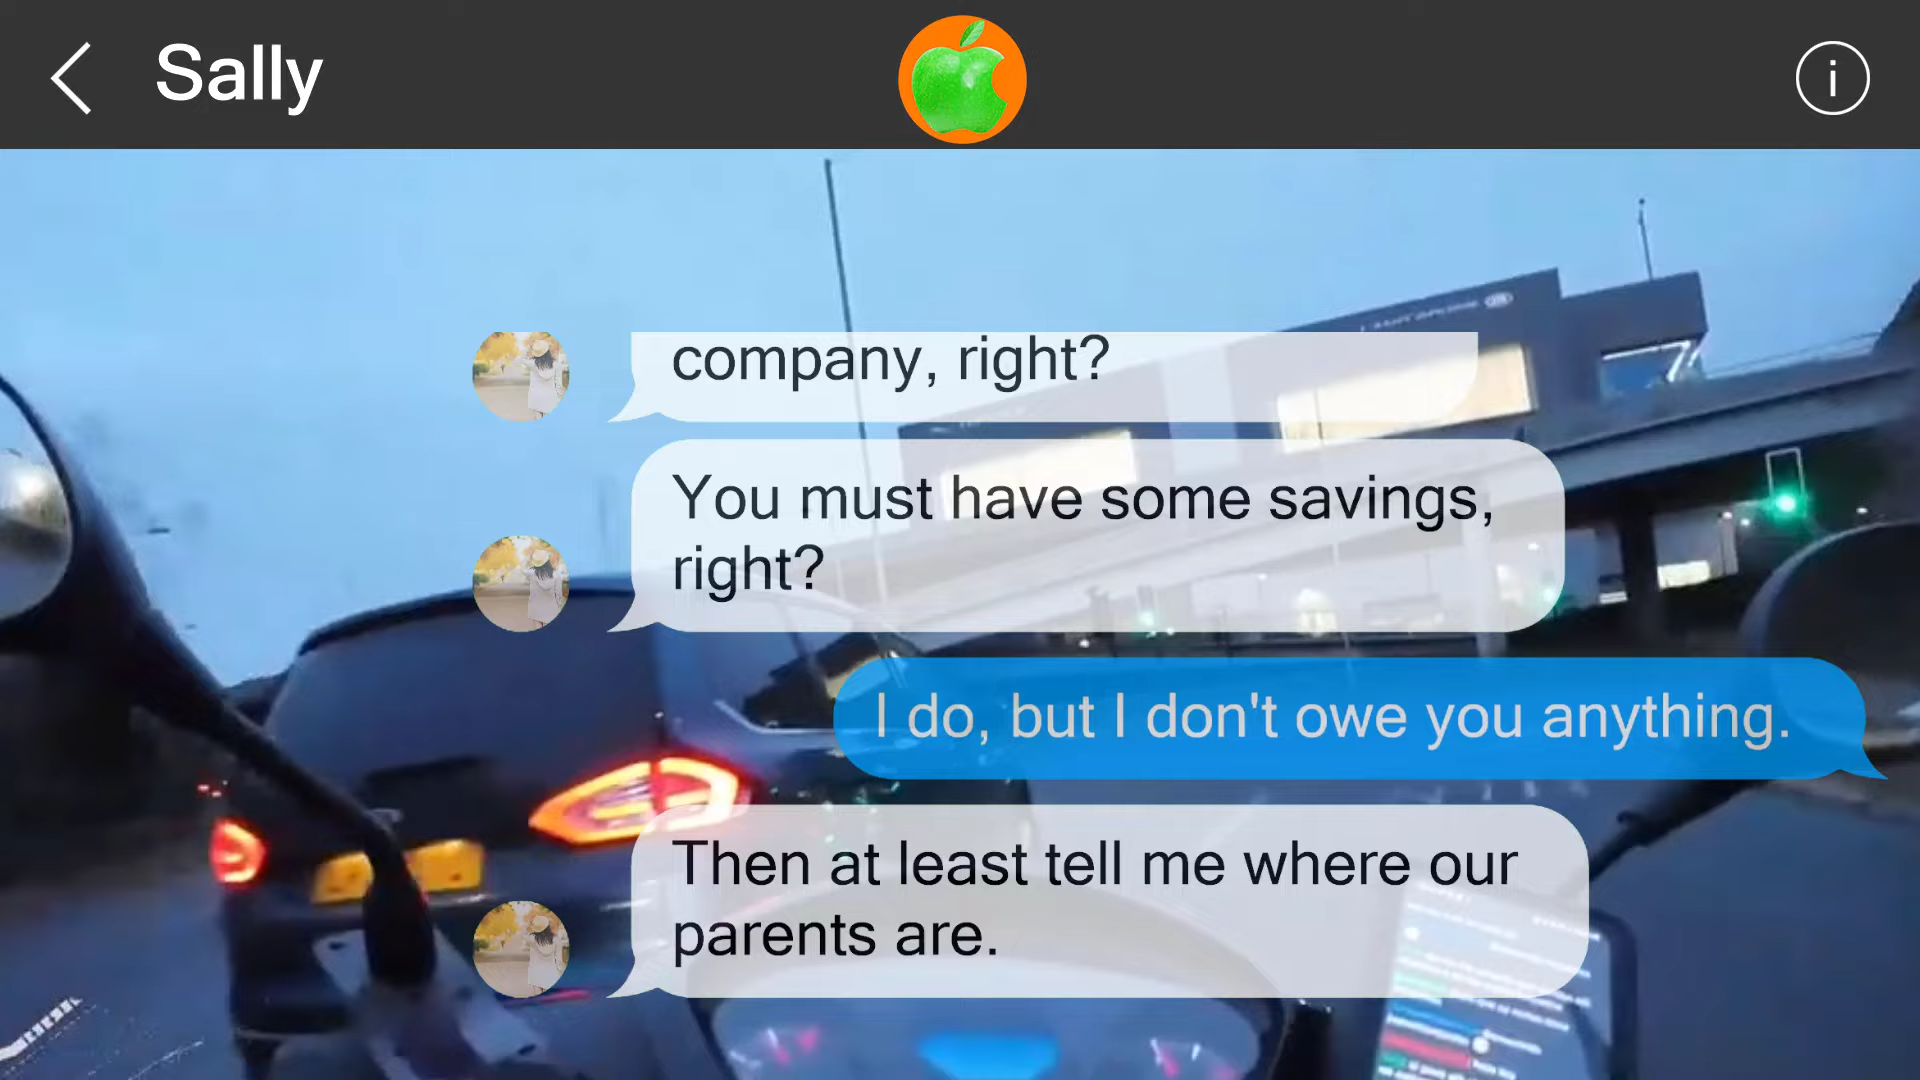 Sally
i
company, right?
You must have some savings,
right?
I do, but I don't owe you anything.
Then at least tell me where our
parents are.